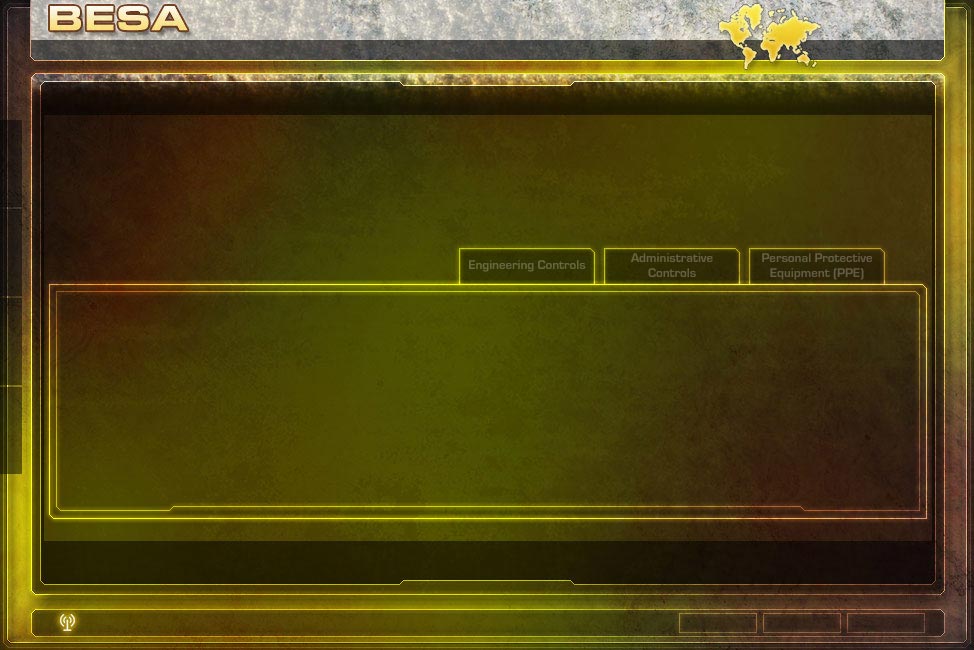 BESA
Engineering Controls
Administrative
Controls
Personal Protective
Equipment (PPE)